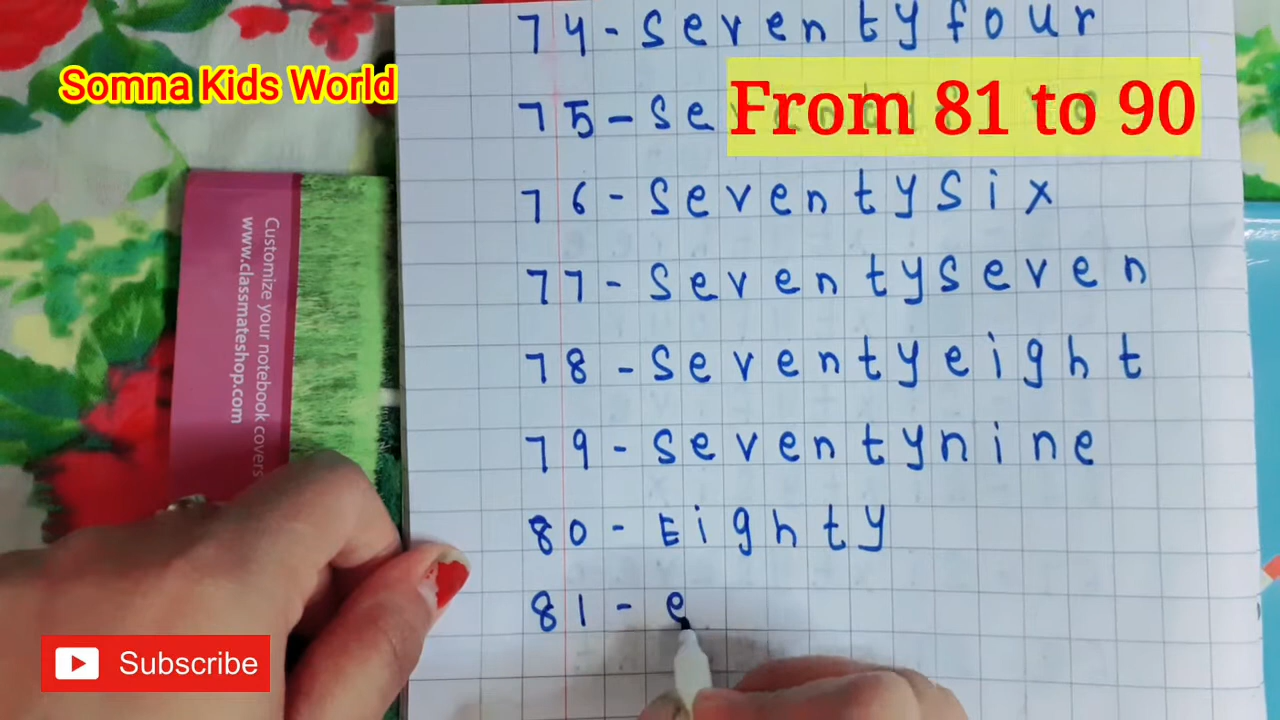 74-seventyfour
Somna Kids World
From 81 to 90
75-se
76-seventysix
77-seventyseven
78-seventyeight
79-seventynine
80-Eighty
81-e
Customize your notebook covers
www.classmateshop.com
Subscribe